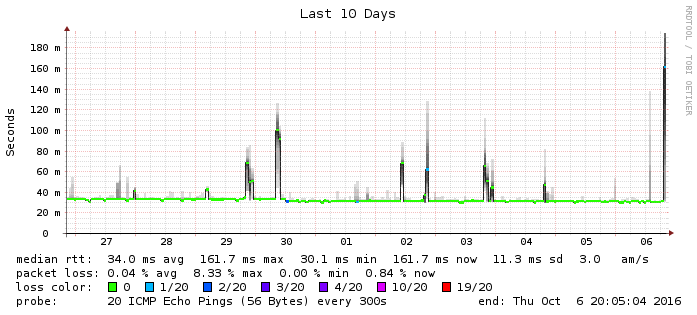 Last 10 Days
RRDTOOL / TOBI OETIKER
Seconds
180 m
160 m
140 m
120 m
100 m
80 m
60 m
40 m
20 m
0
27 28 29 30 01 02 03 04 05 06
median rtt: 34.0 ms avg 161.7 ms max 30.1 ms min 161.7 ms now 11.3 ms sd 3.0 am/s
packet loss: 0.04 % avg 8.33 % max 0.00 % min 0.84 % now
loss color: 0 1/20 2/20 3/20 4/20 10/20 19/20
probe: 20 ICMP Echo Pings (56 Bytes) every 300s end: Thu Oct 6 20:05:04 2016